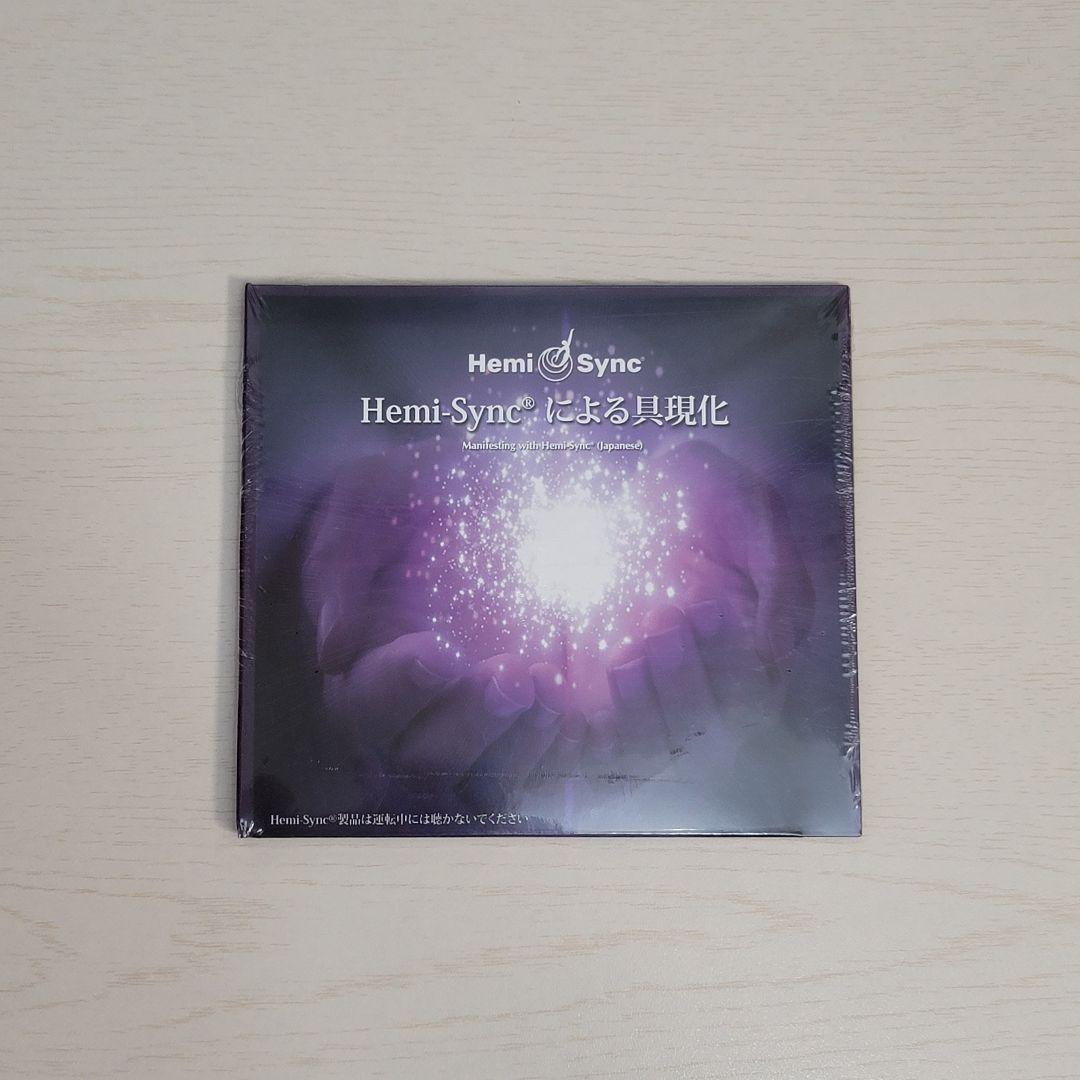 Hemi Sync®
Hemi-Sync® による具現化
Manifesting with Hemi-Sync® (Japanese)
Hemi-Sync®製品は運転中には聴かないでください